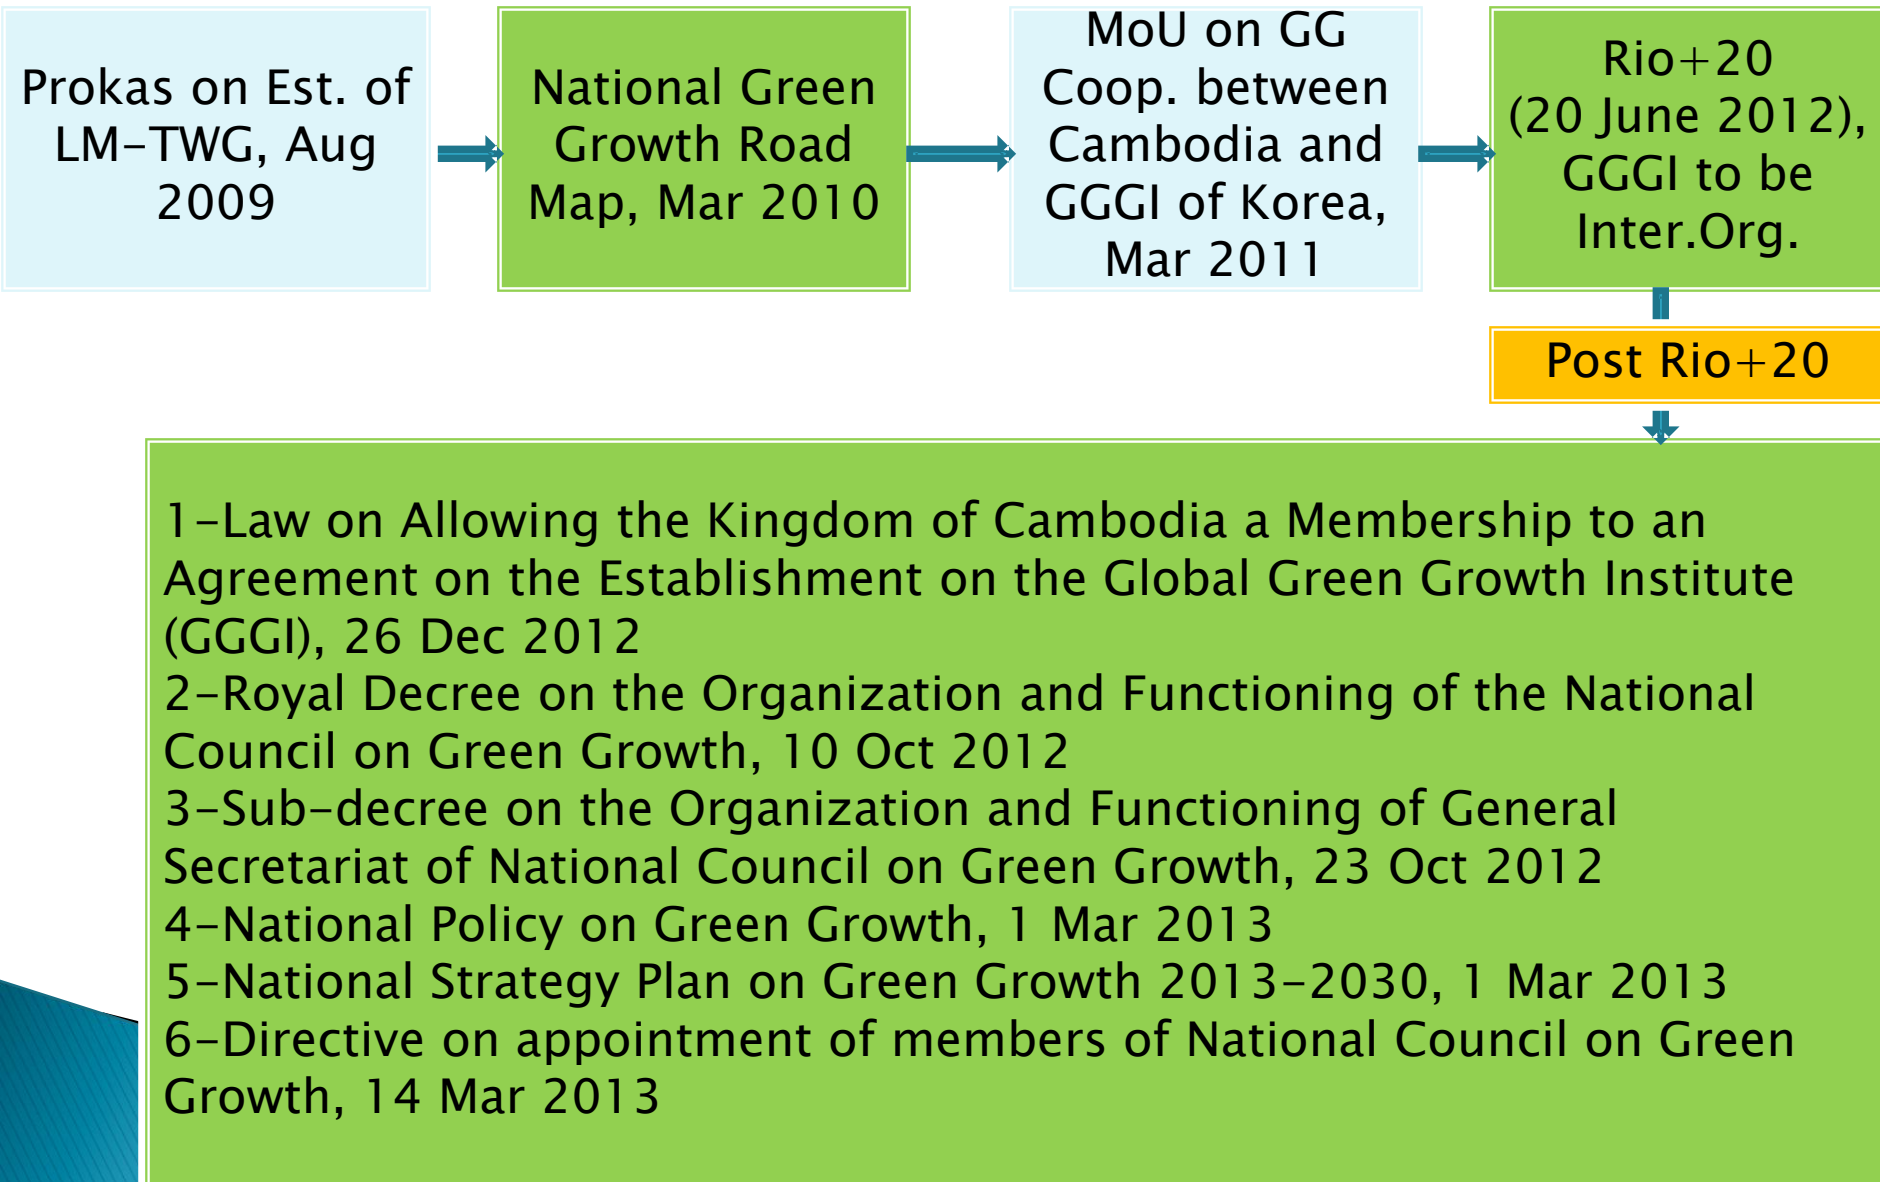 Prokas on Est. of
LM-TWG, Aug
2009
National Green
Growth Road
Map, Mar 2010
MoU on GG
Coop. between
Cambodia and
GGGI of Korea,
Mar 2011
Rio+20
(20 June 2012),
GGGI to be
Inter.Org.
Post Rio+20
1-Law on Allowing the Kingdom of Cambodia a Membership to an
Agreement on the Establishment on the Global Green Growth Institute
(GGGI), 26 Dec 2012
2-Royal Decree on the Organization and Functioning of the National
Council on Green Growth, 10 Oct 2012
3-Sub-decree on the Organization and Functioning of General
Secretariat of National Council on Green Growth, 23 Oct 2012
4-National Policy on Green Growth, 1 Mar 2013
5-National Strategy Plan on Green Growth 2013-2030, 1 Mar 2013
6-Directive on appointment of members of National Council on Green
Growth, 14 Mar 2013